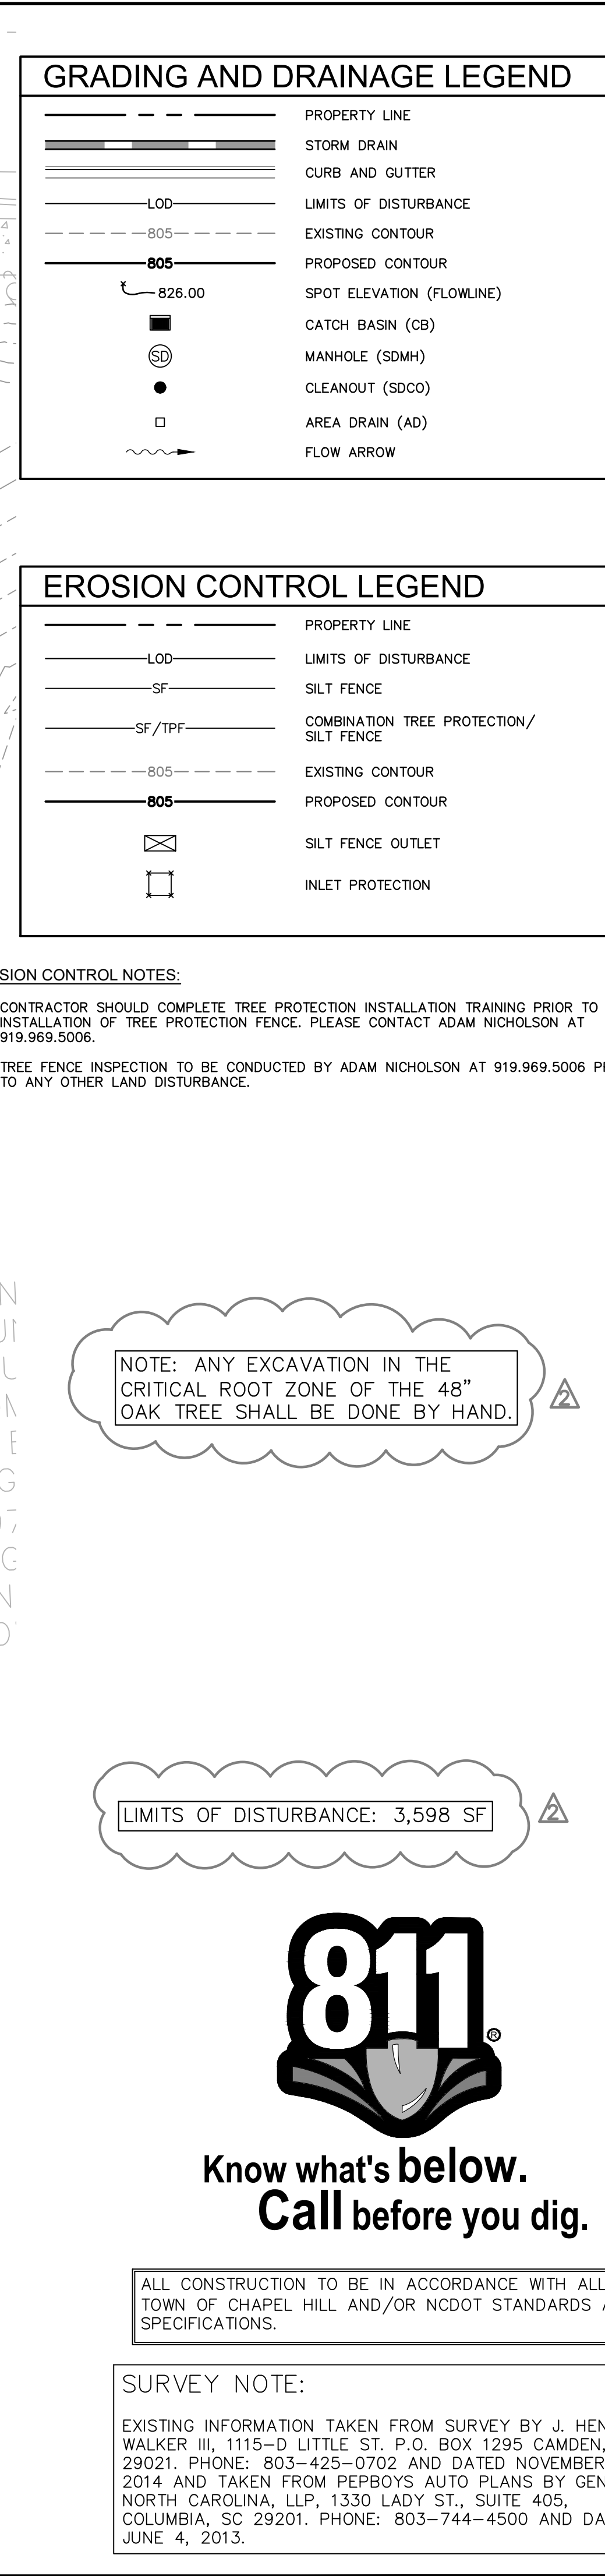 GRADING AND DRAINAGE LEGEND
PROPERTY LINE
STORM DRAIN
CURB AND GUTTER
LOD LIMITS OF DISTURBANCE
805 EXISTING CONTOUR
805 PROPOSED CONTOUR
826.00 SPOT ELEVATION (FLOWLINE)
CATCH BASIN (CB)
SD MANHOLE (SDMH)
CLEANOUT (SDCO)
AREA DRAIN (AD)
FLOW ARROW
EROSION CONTROL LEGEND
PROPERTY LINE
LOD LIMITS OF DISTURBANCE
SF SILT FENCE
SF/TPF COMBINATION TREE PROTECTION/
SILT FENCE
805 EXISTING CONTOUR
805 PROPOSED CONTOUR
SILT FENCE OUTLET
INLET PROTECTION
SION CONTROL NOTES:
CONTRACTOR SHOULD COMPLETE TREE PROTECTION INSTALLATION TRAINING PRIOR TO
INSTALLATION OF TREE PROTECTION FENCE. PLEASE CONTACT ADAM NICHOLSON AT
919.969.5006.
TREE FENCE INSPECTION TO BE CONDUCTED BY ADAM NICHOLSON AT 919.969.5006
TO ANY OTHER LAND DISTURBANCE.
NOTE: ANY EXCAVATION IN THE
CRITICAL ROOT ZONE OF THE 48"
OAK TREE SHALL BE DONE BY HAND.
2
LIMITS OF DISTURBANCE: 3,598 SF
2
811®
Know what's below.
Call before you dig.
ALL CONSTRUCTION TO BE IN ACCORDANCE WITH ALL
TOWN OF CHAPEL HILL AND/OR NCDOT STANDARDS
SPECIFICATIONS.
SURVEY NOTE:
EXISTING INFORMATION TAKEN FROM SURVEY BY J. HEN
WALKER III, 1115-D LITTLE ST. P.O. BOX 1295 CAMDEN,
29021. PHONE: 803-425-0702 AND DATED NOVEMBER
2014 AND TAKEN FROM PEPBOYS AUTO PLANS BY GEN
NORTH CAROLINA, LLP, 1330 LADY ST., SUITE 405,
COLUMBIA, SC 29201. PHONE: 803-744-4500 AND DA
JUNE 4, 2013.